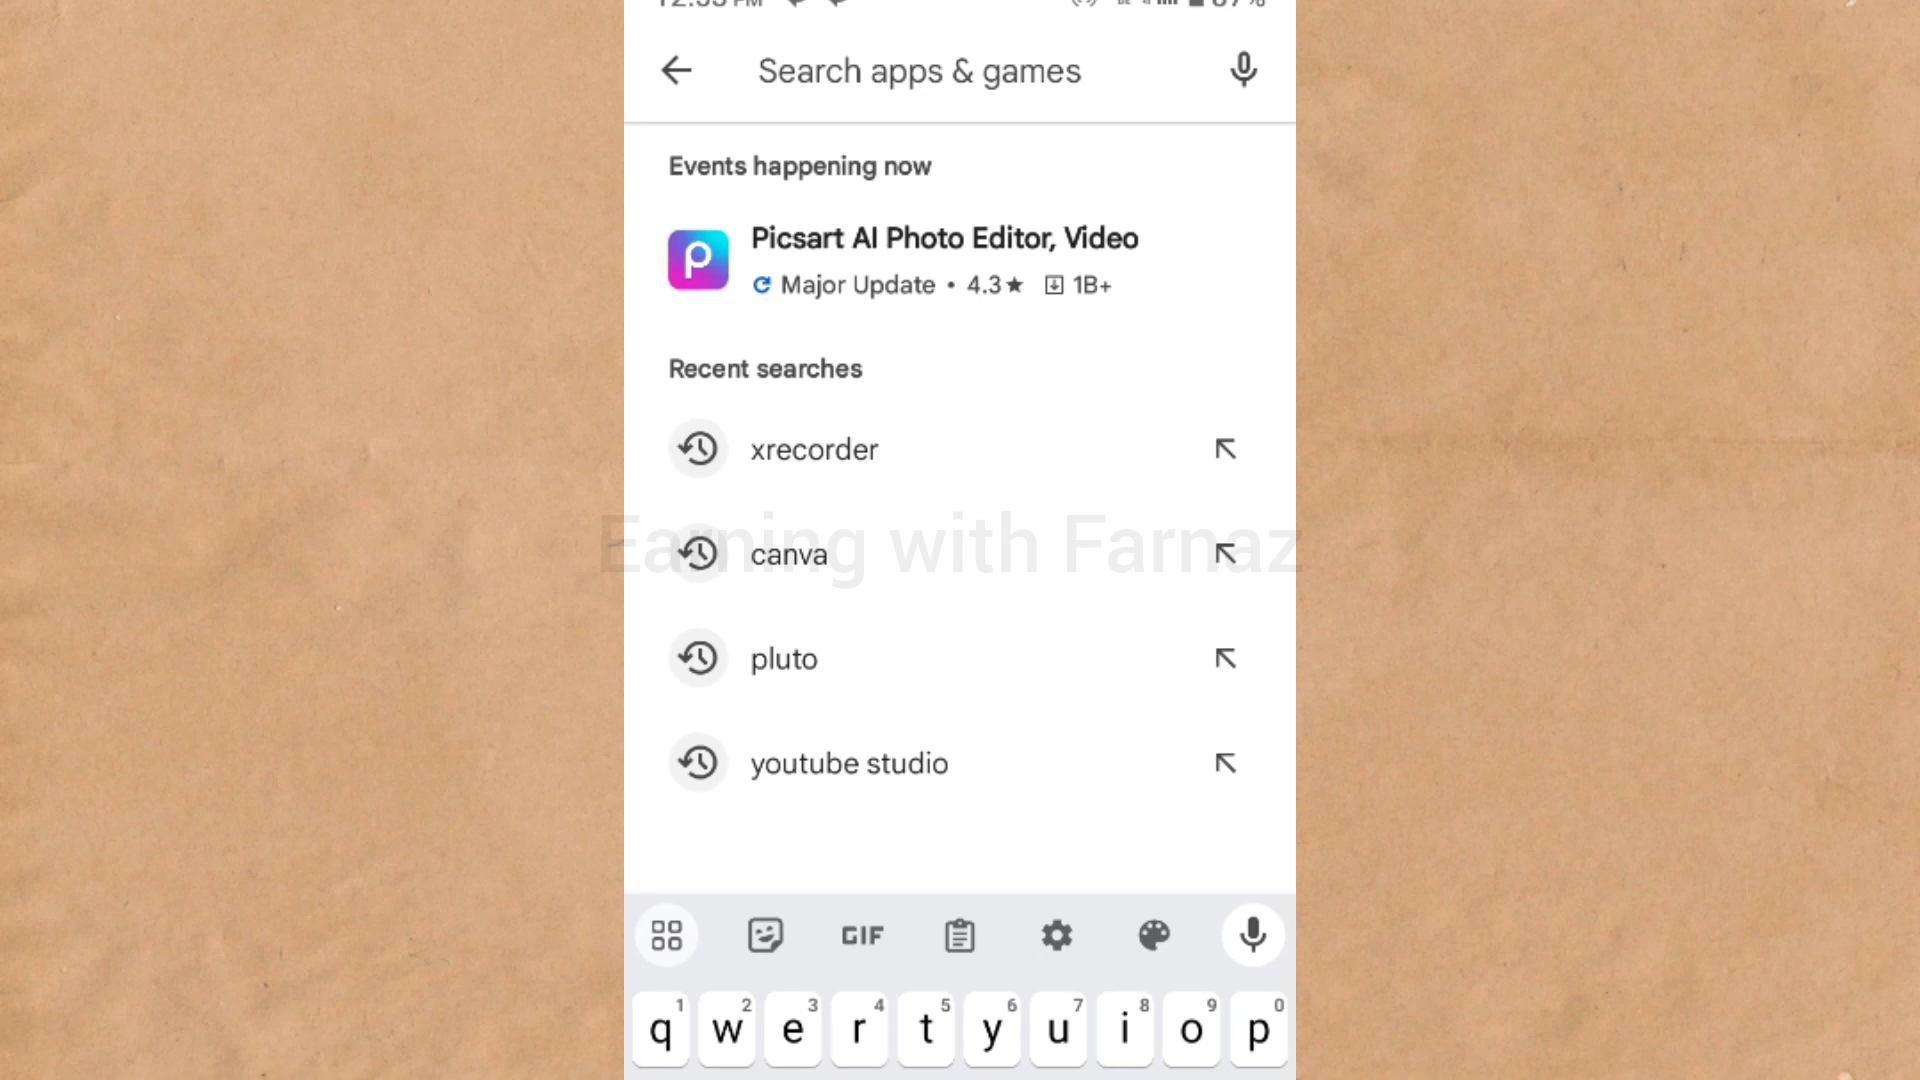 Search apps & games
Events happening now
Picsart AI Photo Editor, Video
Major Update • 4.3★ 1B+
Recent searches
xrecorder
Earning with Farnaz
canva
pluto
youtube studio
GIF
1 2 3 4 5 6 7 8 9 0
q w e r t y u i o p